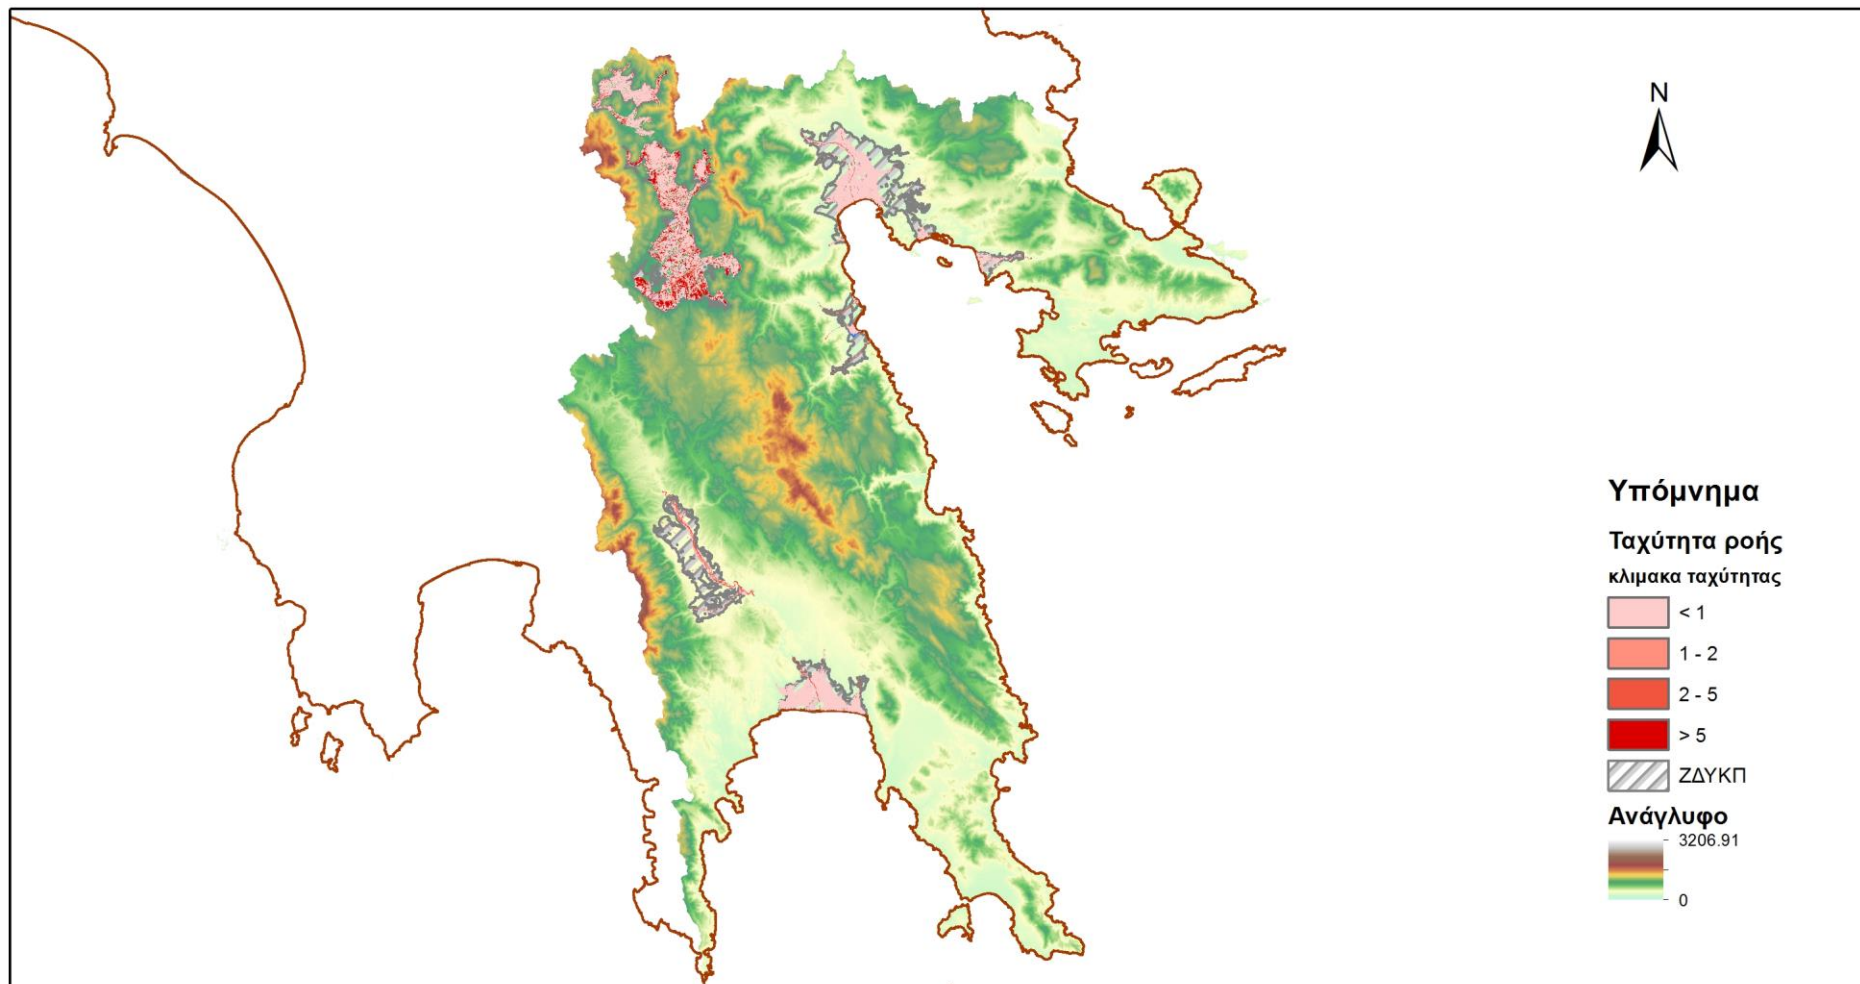 N
Υπόμνημα
Ταχύτητα ροής
κλιμακα ταχύτητας
< 1
1 - 2
2 - 5
> 5
ΖΔΥΚΠ
Ανάγλυφο
3206.91
0